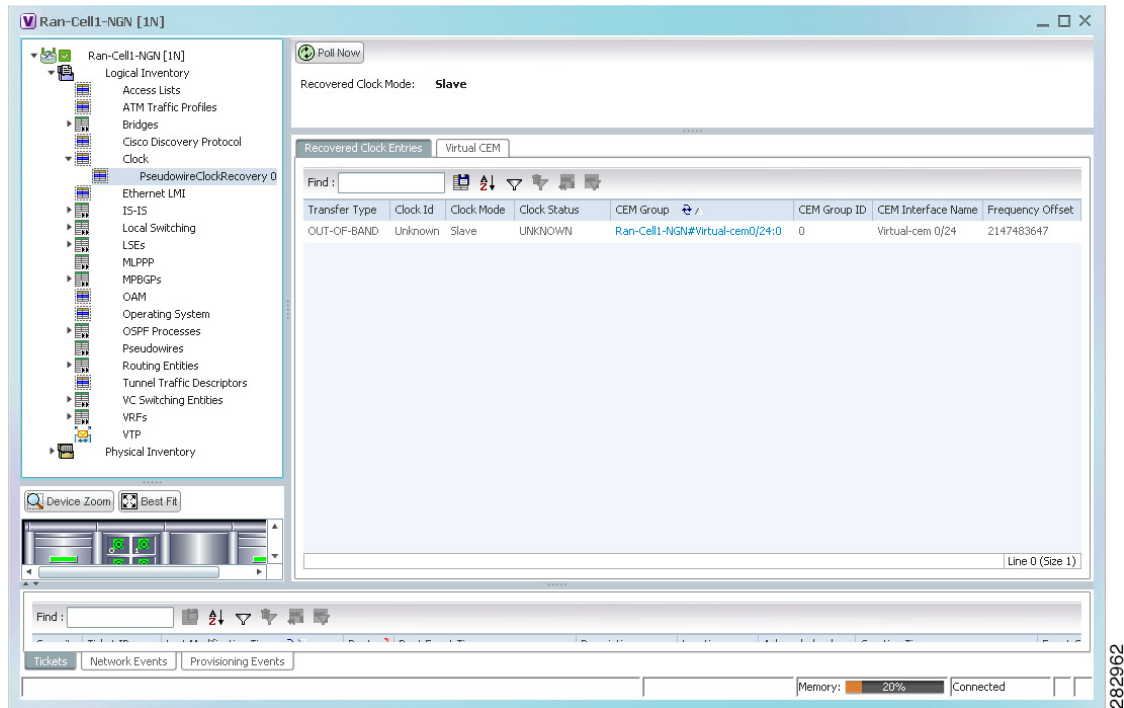 Ran-Cell1-NGN [1N]
Ran-Cell1-NGN [1N]
Logical Inventory
Access Lists
ATM Traffic Profiles
Bridges
Cisco Discovery Protocol
Clock
PseudowireClockRecovery 0
Ethernet LMI
IS-IS
Local Switching
LSEs
MLPPP
MPBGPs
OAM
Operating System
OSPF Processes
Pseudowires
Routing Entities
Tunnel Traffic Descriptors
VC Switching Entities
VRFs
VTP
Physical Inventory
Device Zoom Best Fit
Poll Now
Recovered Clock Mode: Slave
Recovered Clock Entries Virtual CEM
Find :
Transfer Type Clock Id Clock Mode Clock Status CEM Group CEM Group ID CEM Interface Name Frequency Offset
OUT-OF-BAND Unknown Slave UNKNOWN Ran-Cell1-NGN#Virtual-cem0/24:0 0 Virtual-cem 0/24 2147483647
Line 0 (Size 1)
Find :
Tickets Network Events Provisioning Events
Memory: 20% Connected
282962